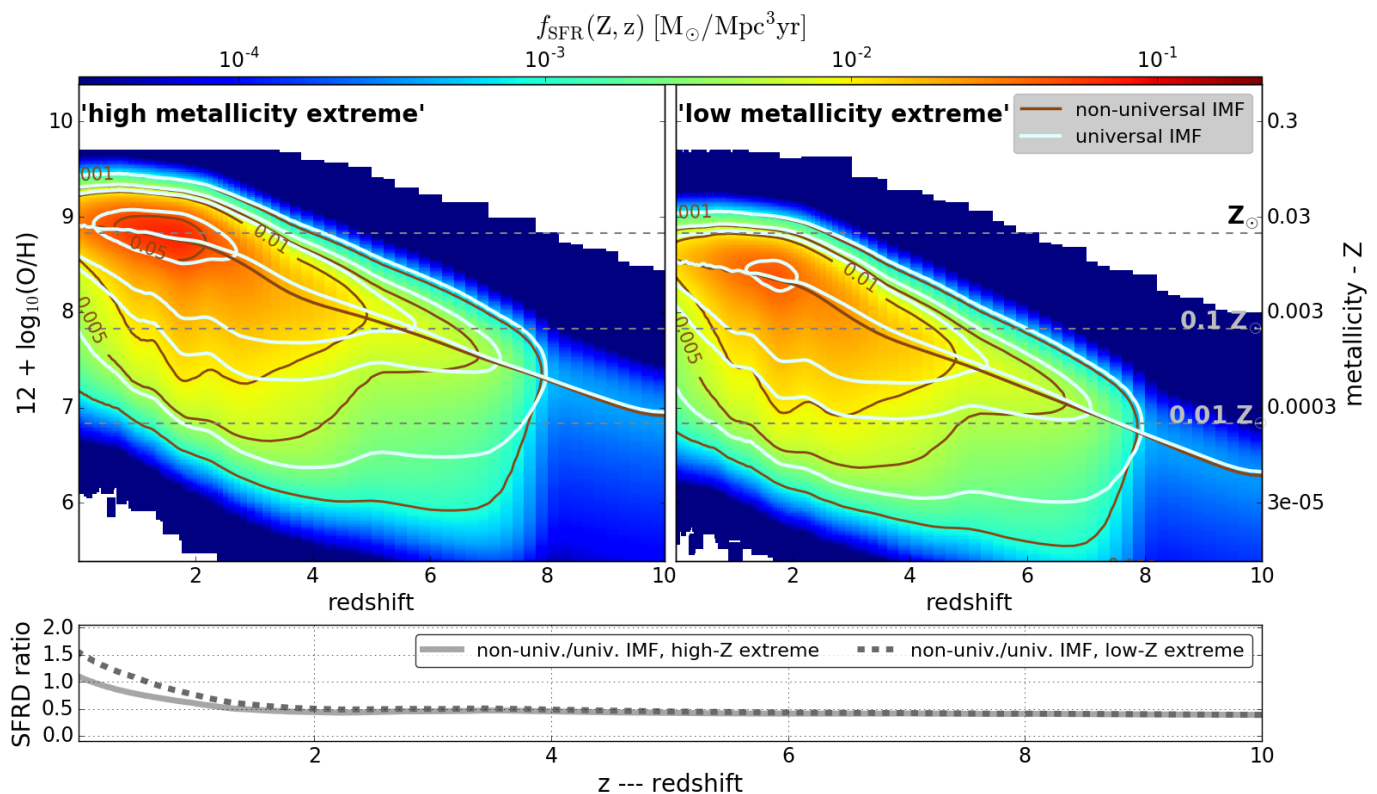 f_SFR(Z, z) [M⊙/Mpc³yr]
10⁻⁴ 10⁻³ 10⁻² 10⁻¹
'high metallicity extreme'
'low metallicity extreme'
non-universal IMF
universal IMF
12 + log₁₀(O/H)
10
9
8
7
6
001
0.01
0.05
0.005
001
0.01
0.005
Z⊙
0.1 Z⊙
0.01 Z⊙
0.3
0.03
0.003
0.0003
3e-05
metallicity - Z
2 4 6 8 10
2 4 6 8 10
redshift
redshift
SFRD ratio
2.0
1.5
1.0
0.5
0.0
non-univ./univ. IMF, high-Z extreme
non-univ./univ. IMF, low-Z extreme
2 4 6 8 10
z --- redshift